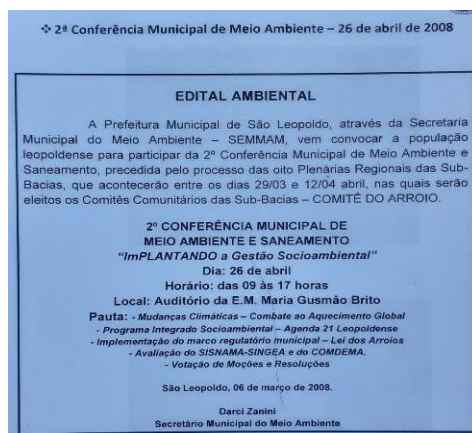 ❖ 2ª Conferência Municipal de Meio Ambiente – 26 de abril de 2008
EDITAL AMBIENTAL
A Prefeitura Municipal de São Leopoldo, através da Secretaria
Municipal do Meio Ambiente – SEMMAM, vem convocar a população
leopoldense para participar da 2º Conferência Municipal de Meio Ambiente e
Saneamento, precedida pelo processo das oito Plenárias Regionais das Sub-
Bacias, que acontecerão entre os dias 29/03 e 12/04 abril, nas quais serão
eleitos os Comitês Comunitários das Sub-Bacias – COMITÊ DO ARROIO.
2º CONFERÊNCIA MUNICIPAL DE
MEIO AMBIENTE E SANEAMENTO
"ImPLANTANDO a Gestão Socioambiental"
Dia: 26 de abril
Horário: das 09 às 17 horas
Local: Auditório da E.M. Maria Gusmão Brito
Pauta: - Mudanças Climáticas – Combate ao Aquecimento Global
- Programa Integrado Socioambiental – Agenda 21 Leopoldense
- Implementação do marco regulatório municipal – Lei dos Arroios
- Avaliação do SISNAMA-SINGEA e do COMDEMA.
- Votação de Moções e Resoluções
São Leopoldo, 06 de março de 2008.
Darci Zanini
Secretário Municipal do Meio Ambiente